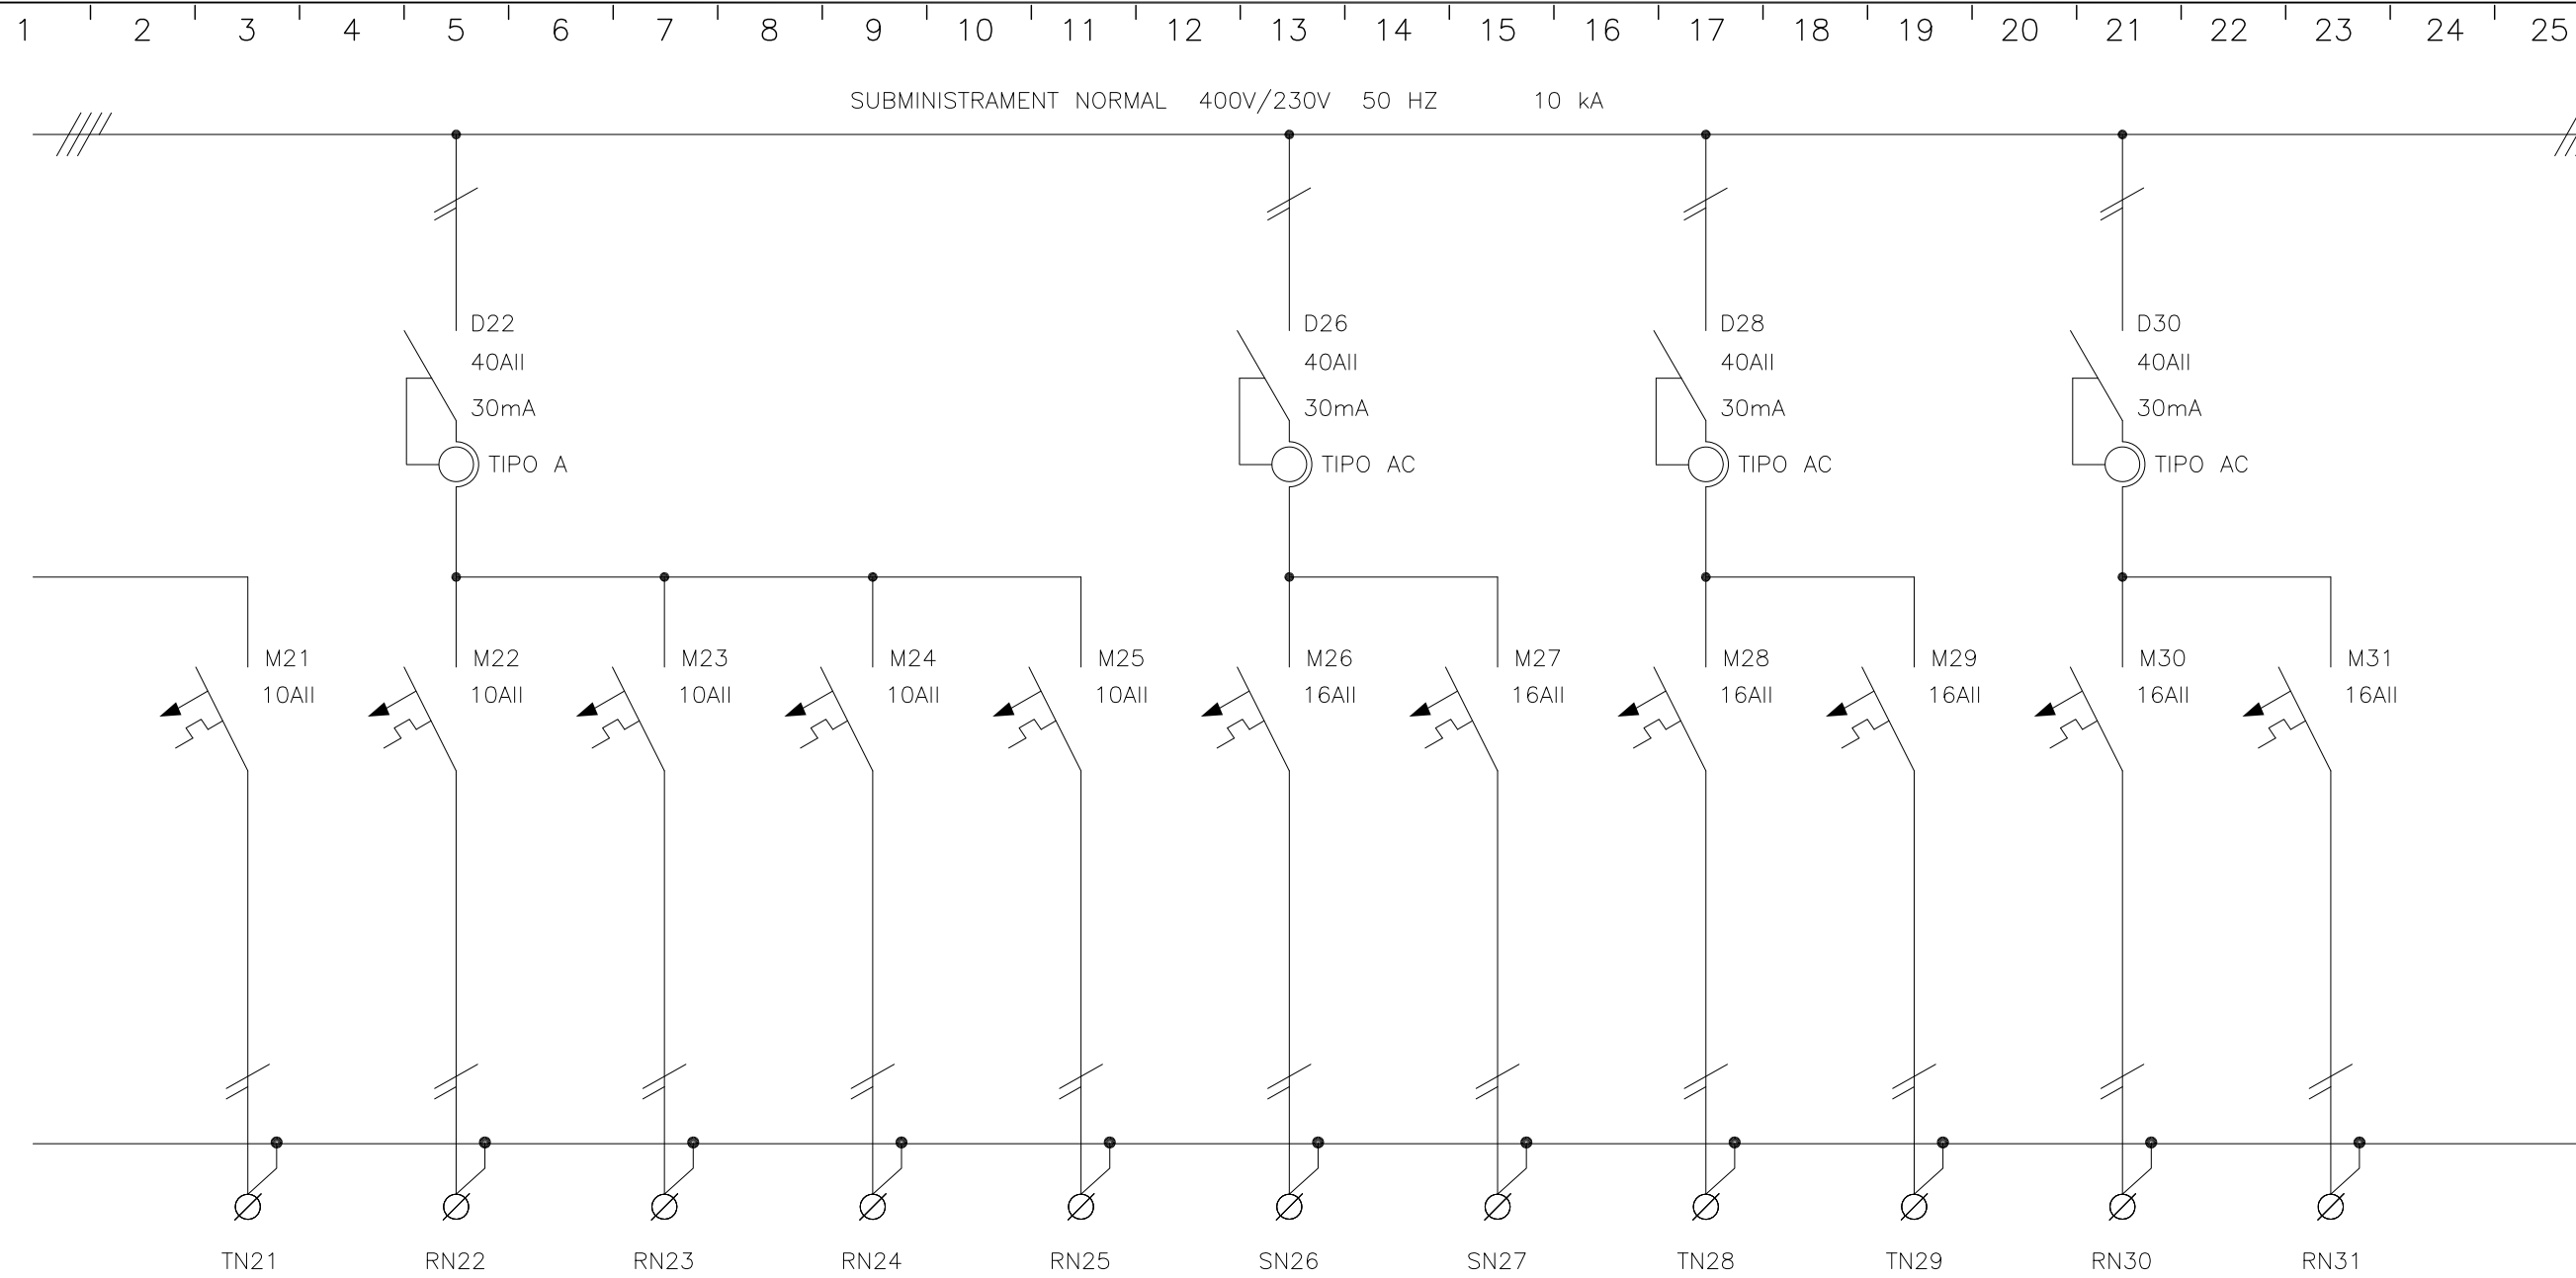 1 2 3 4 5 6 7 8 9 10 11 12 13 14 15 16 17 18 19 20 21 22 23 24 25
SUBMINISTRAMENT NORMAL 400V/230V 50 HZ 10 kA
D22 D26 D28 D30
40AII 40AII 40AII 40AII
30mA 30mA 30mA 30mA
TIPO A TIPO AC TIPO AC TIPO AC
M21 M22 M23 M24 M25 M26 M27 M28 M29 M30 M31
10AII 10AII 10AII 10AII 10AII 16AII 16AII 16AII 16AII 16AII 16AII
TN21 RN22 RN23 RN24 RN25 SN26 SN27 TN28 TN29 RN30 RN31